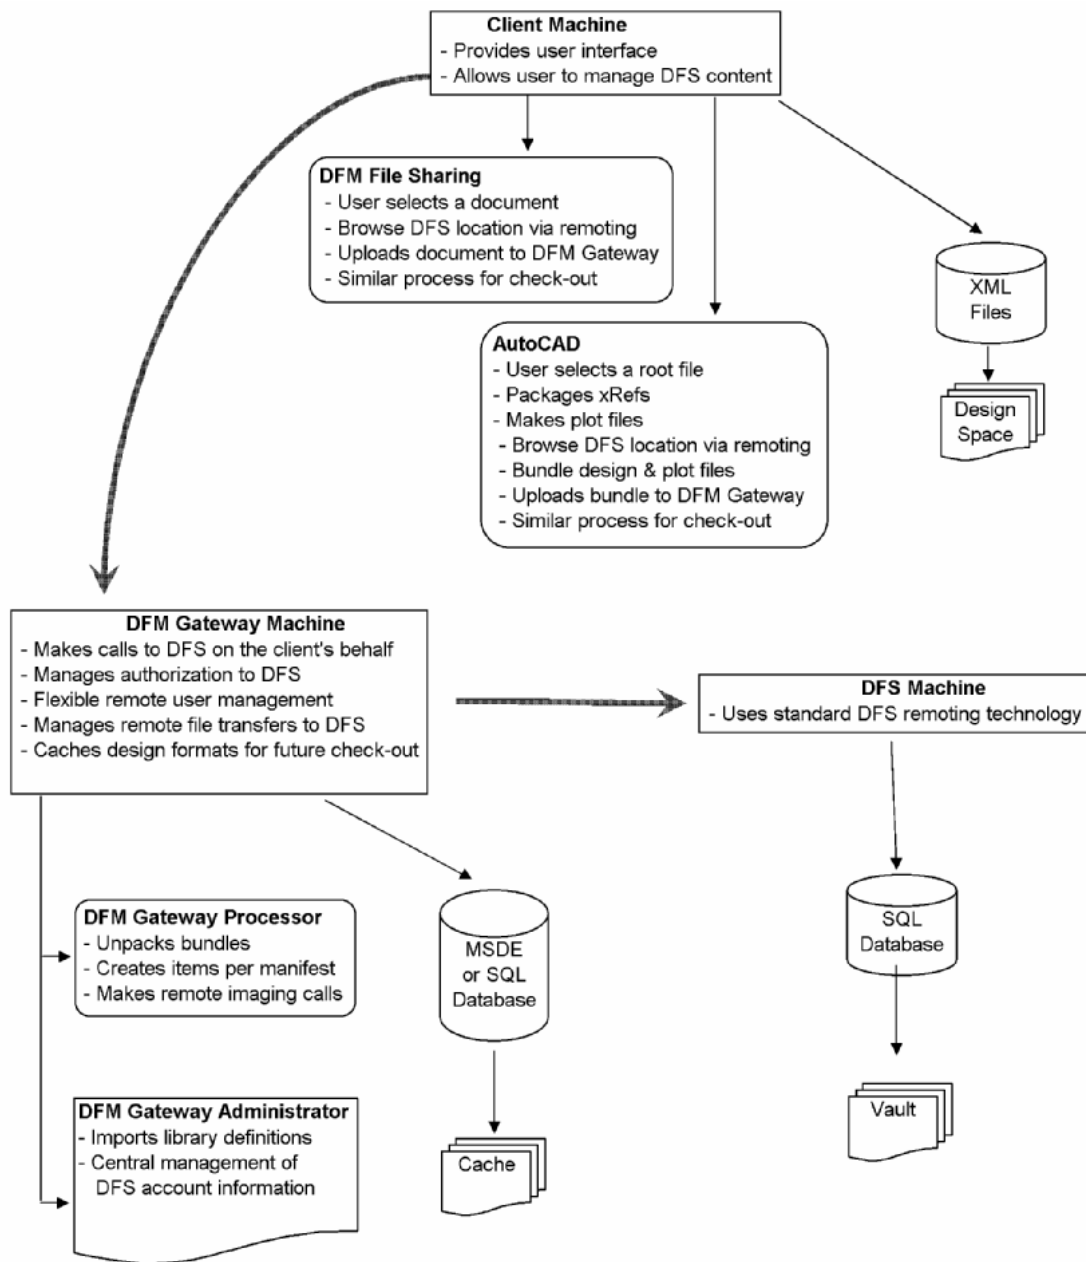 Client Machine
- Provides user interface
- Allows user to manage DFS content
DFM File Sharing
- User selects a document
- Browse DFS location via remoting
- Uploads document to DFM Gateway
- Similar process for check-out
XML
Files
AutoCAD
- User selects a root file
- Packages xRefs
- Makes plot files
- Browse DFS location via remoting
- Bundle design & plot files
- Uploads bundle to DFM Gateway
- Similar process for check-out
Design
Space
DFM Gateway Machine
- Makes calls to DFS on the client's behalf
- Manages authorization to DFS
- Flexible remote user management
- Manages remote file transfers to DFS
- Caches design formats for future check-out
DFS Machine
- Uses standard DFS remoting technology
DFM Gateway Processor
- Unpacks bundles
- Creates items per manifest
- Makes remote imaging calls
MSDE
or SQL
Database
SQL
Database
DFM Gateway Administrator
- Imports library definitions
- Central management of
DFS account information
Cache
Vault